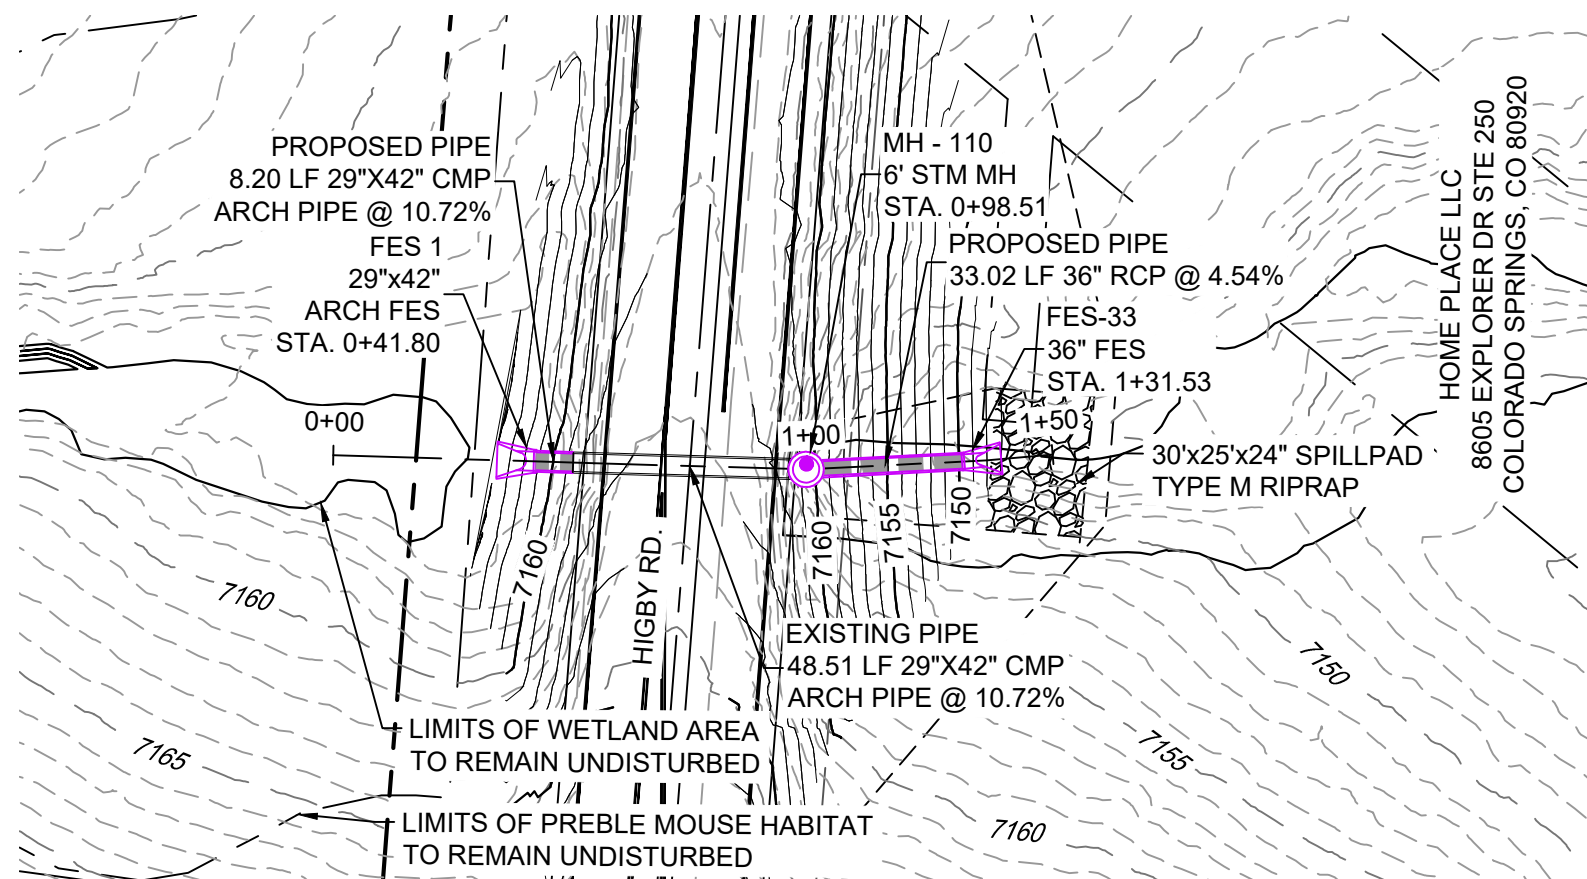 PROPOSED PIPE
8.20 LF 29"X42" CMP
ARCH PIPE @ 10.72%
FES 1
29"x42"
ARCH FES
STA. 0+41.80
MH - 110
6' STM MH
STA. 0+98.51
PROPOSED PIPE
33.02 LF 36" RCP @ 4.54%
FES-33
36" FES
STA. 1+31.53
HOME PLACE LLC
8605 EXPLORER DR STE 250
COLORADO SPRINGS, CO 80920
0+00
1+00
1+50
30'x25'x24" SPILLPAD
TYPE M RIPRAP
7160
HIGBY RD.
7160
7155
7150
7160
EXISTING PIPE
48.51 LF 29"X42" CMP
ARCH PIPE @ 10.72%
7150
7155
7165
LIMITS OF WETLAND AREA
TO REMAIN UNDISTURBED
LIMITS OF PREBLE MOUSE HABITAT
TO REMAIN UNDISTURBED
7160